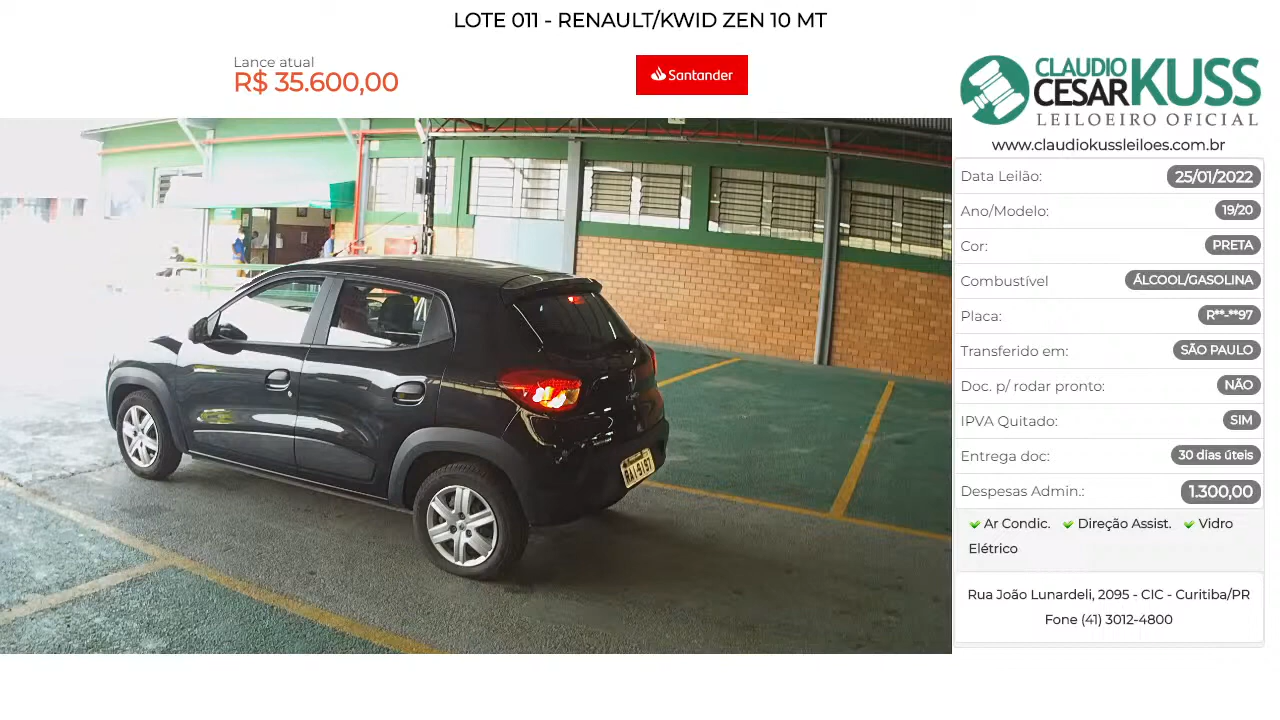 LOTE 011 - RENAULT/KWID ZEN 10 MT
Lance atual
R$ 35.600,00
Santander
CLAUDIO
CESAR KUSS
LEILOEIRO OFICIAL
www.claudiokussleiloes.com.br
Data Leilão: 25/01/2022
Ano/Modelo: 19/20
Cor: PRETA
Combustível ÁLCOOL/GASOLINA
Placa: R**-**97
Transferido em: SÃO PAULO
Doc. p/ rodar pronto: NÃO
IPVA Quitado: SIM
Entrega doc: 30 dias úteis
Despesas Admin.: 1.300,00
Ar Condic. Direção Assist. Vidro
Elétrico
Rua João Lunardeli, 2095 - CIC - Curitiba/PR
Fone (41) 3012-4800
RAI-9197